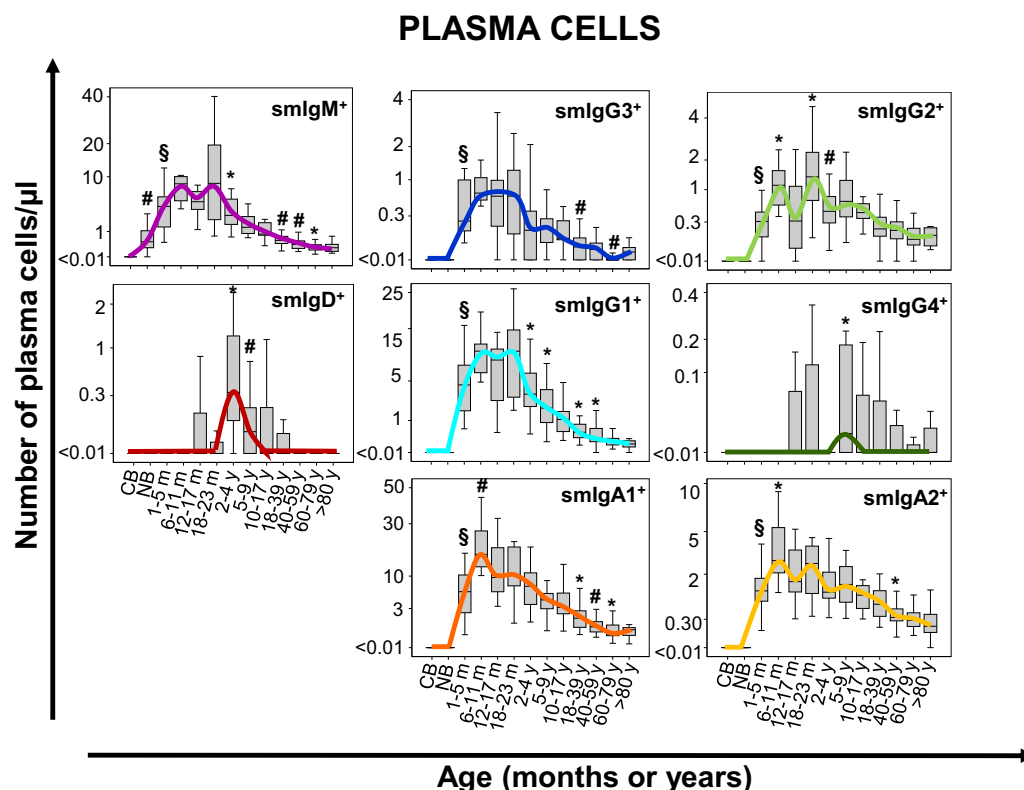 PLASMA CELLS
Number of plasma cells/µl
smIgM⁺
40
20
10
1
<0.01
# § * # # *
smIgG3⁺
4
2
1
0.3
<0.01
§ # #
smIgG2⁺
4
2
1
0.3
<0.01
§ * * #
smIgD⁺
2
1
0.3
<0.01
* #
CB
NB
1-5 m
6-11 m
12-17 m
18-23 m
2-4 y
5-9 y
10-17 y
18-39 y
40-59 y
60-79 y
>80 y
smIgG1⁺
25
15
5
1
<0.01
§ * * * *
smIgG4⁺
0.4
0.2
0.1
<0.01
*
smIgA1⁺
50
30
10
3
<0.01
§ # * # *
CB
NB
1-5 m
6-11 m
12-17 m
18-23 m
2-4 y
5-9 y
10-17 y
18-39 y
40-59 y
60-79 y
>80 y
smIgA2⁺
10
5
2
0.30
<0.01
§ * *
CB
NB
1-5 m
6-11 m
12-17 m
18-23 m
2-4 y
5-9 y
10-17 y
18-39 y
40-59 y
60-79 y
>80 y
Age (months or years)